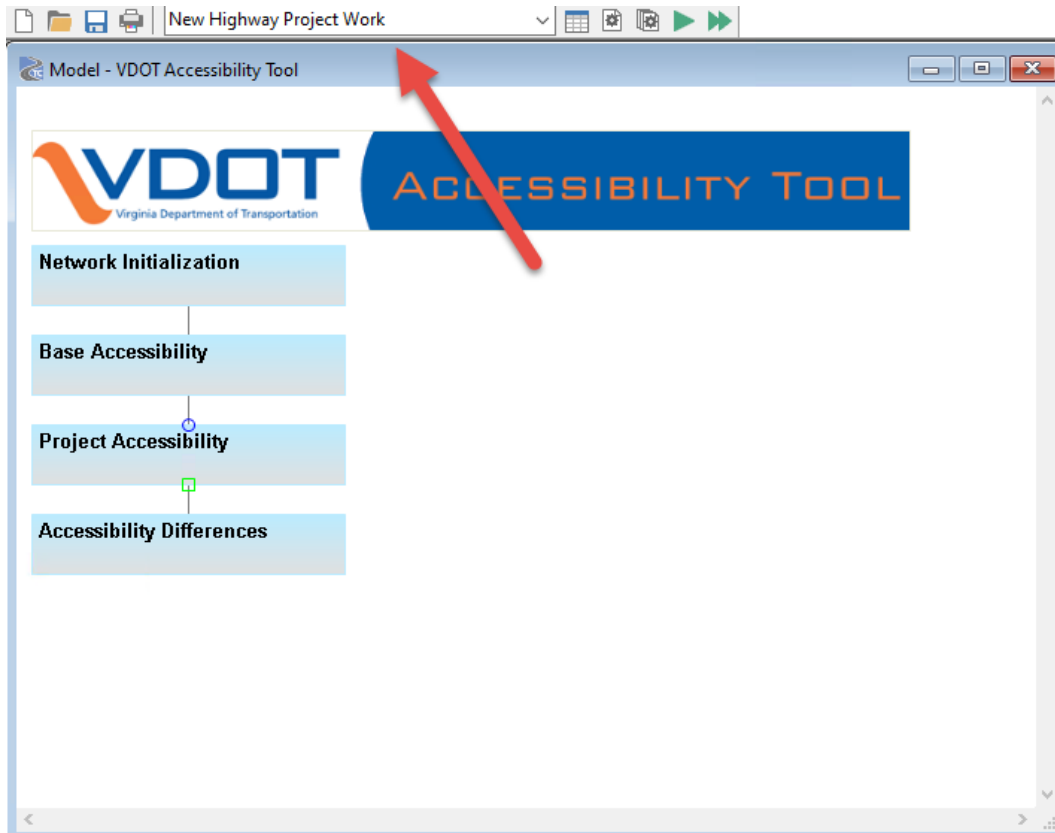 New Highway Project Work
Model - VDOT Accessibility Tool
VDOT
Virginia Department of Transportation
ACCESSIBILITY TOOL
Network Initialization
Base Accessibility
Project Accessibility
Accessibility Differences